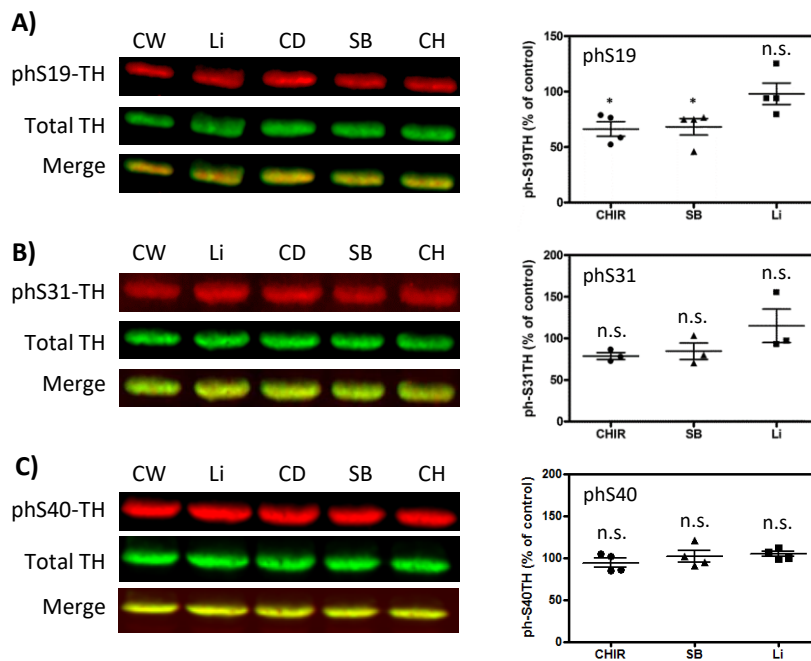 A)
CW Li CD SB CH
phS19-TH
Total TH
Merge
ph-S19TH (% of control)
150
100
50
0
phS19
* * n.s.
CHIR SB Li
B)
CW Li CD SB CH
phS31-TH
Total TH
Merge
ph-S31TH (% of control)
200
150
100
50
0
phS31
n.s. n.s. n.s.
CHIR SB Li
C)
CW Li CD SB CH
phS40-TH
Total TH
Merge
ph-S40TH (% of control)
200
150
100
50
0
phS40
n.s. n.s. n.s.
CHIR SB Li